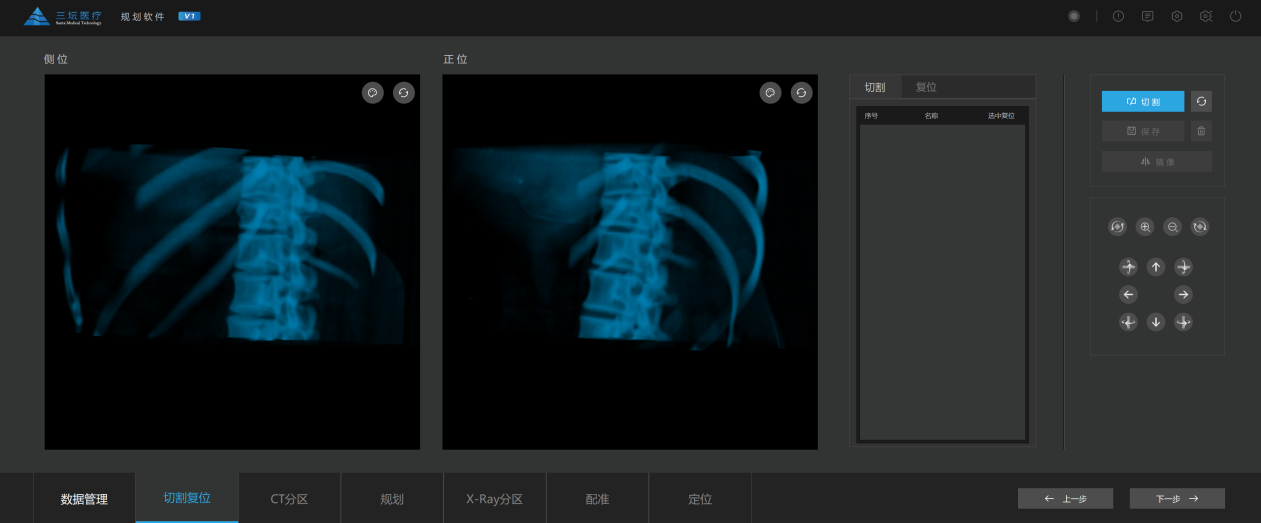 三坛医疗
Santa Medical Technology
规划软件 V1
侧位
正位
切割 复位
序号 名称 选中复位
切割
保存
镜像
数据管理 切割复位 CT分区 规划 X-Ray分区 配准 定位
上一步 下一步